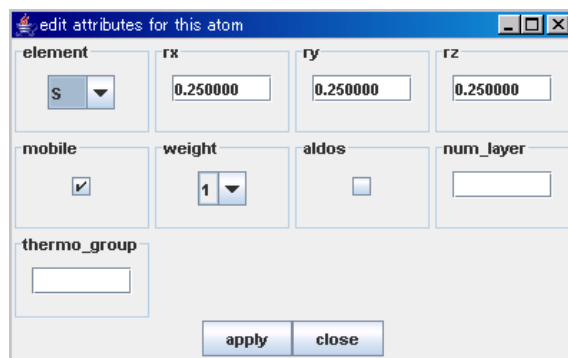 edit attributes for this atom
element rx ry rz
S 0.250000 0.250000 0.250000
mobile weight aldos num_layer
1
thermo_group
apply close